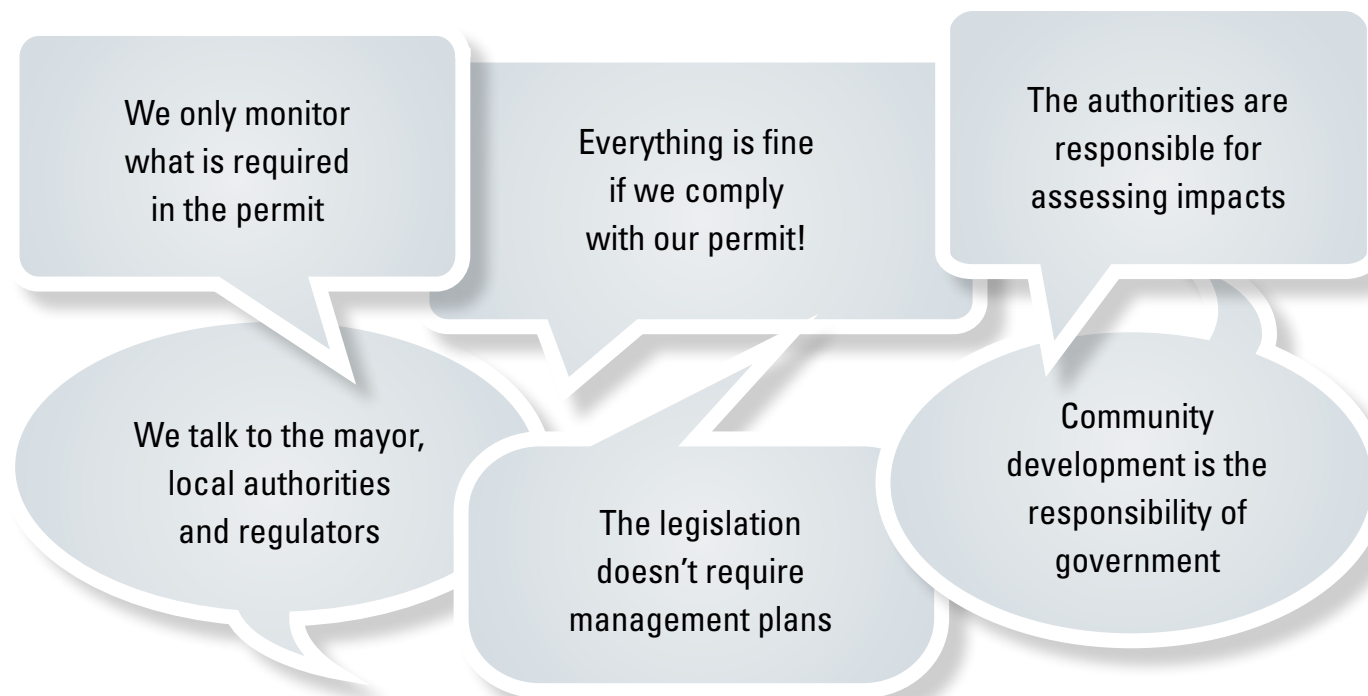 We only monitor
what is required
in the permit
Everything is fine
if we comply
with our permit!
The authorities are
responsible for
assessing impacts
We talk to the mayor,
local authorities
and regulators
The legislation
doesn’t require
management plans
Community
development is the
responsibility of
government